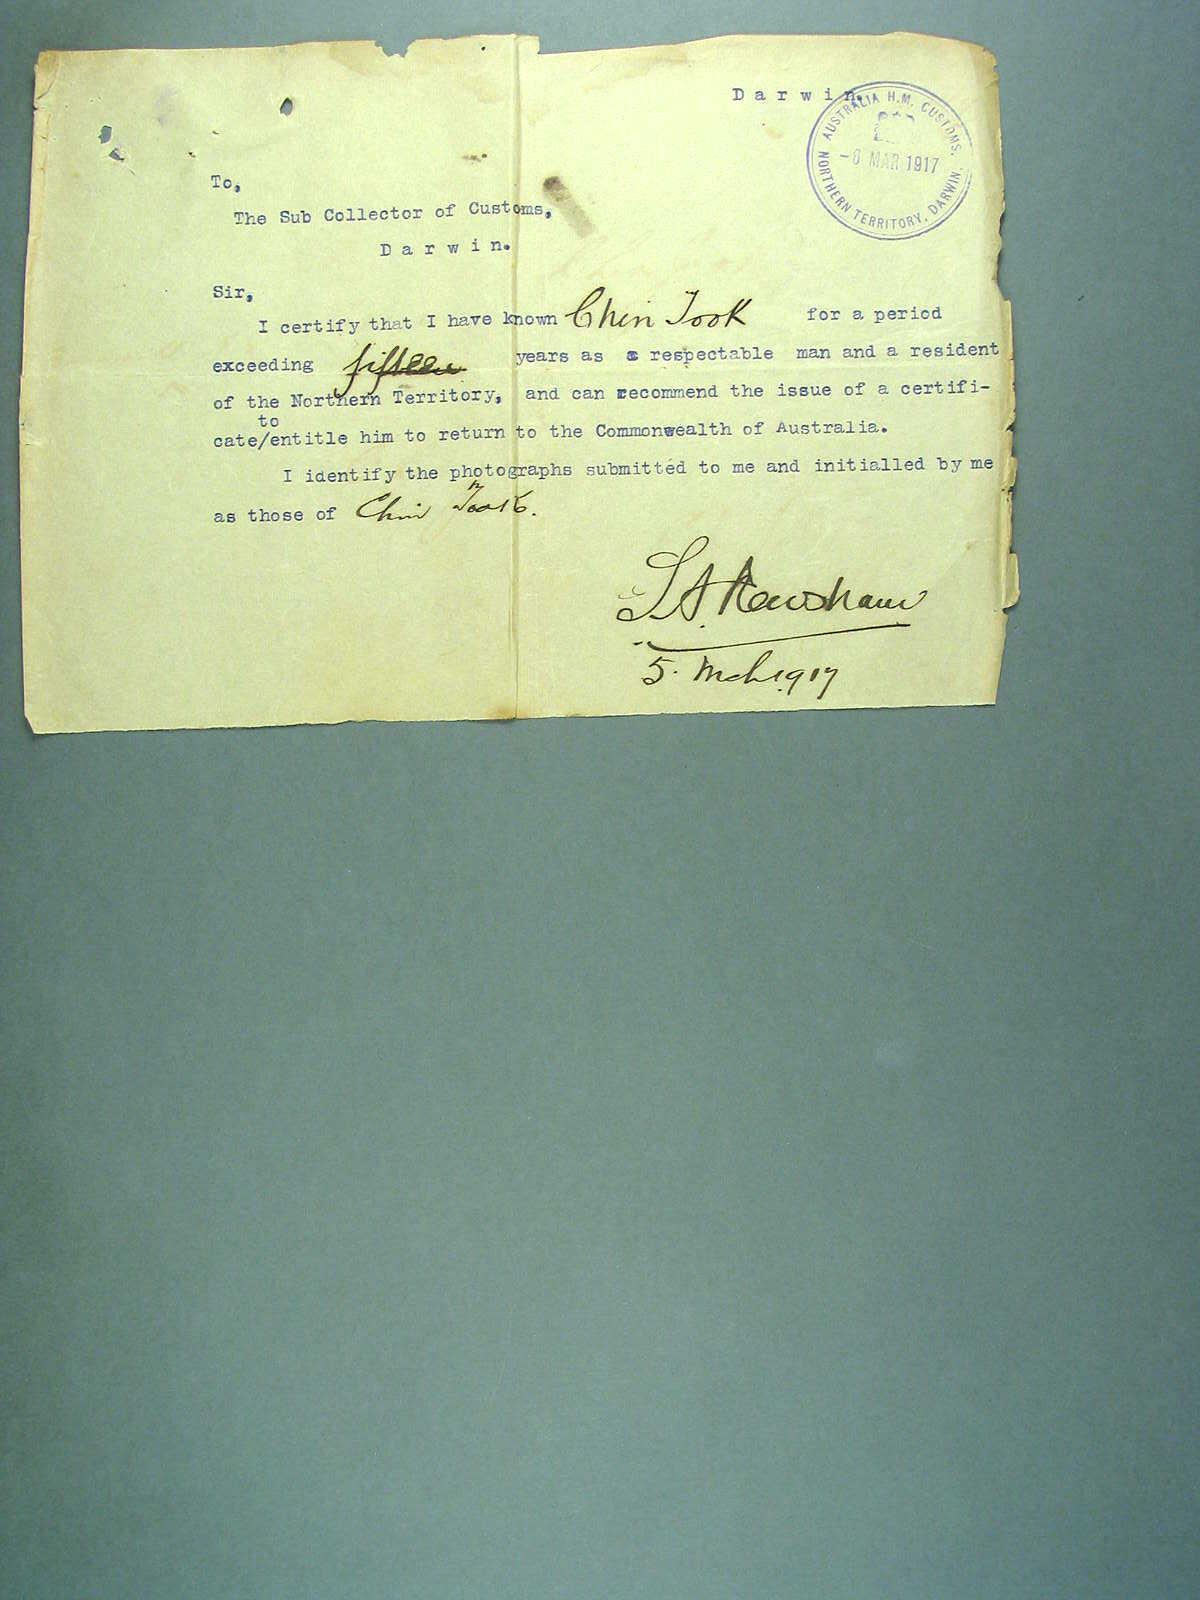 Darwin.
AUSTRALIA H.M. CUSTOMS.
-6 MAR 1917
NORTHERN TERRITORY, DARWIN.
To,
The Sub Collector of Customs,
Darwin.
Sir,
I certify that I have known Chin Took for a period
exceeding fifteen years as a respectable man and a resident
of the Northern Territory, and can recommend the issue of a certifi-
to
cate/entitle him to return to the Commonwealth of Australia.
I identify the photographs submitted to me and initialled by me
as those of Chin Took.
5. Mch 1917